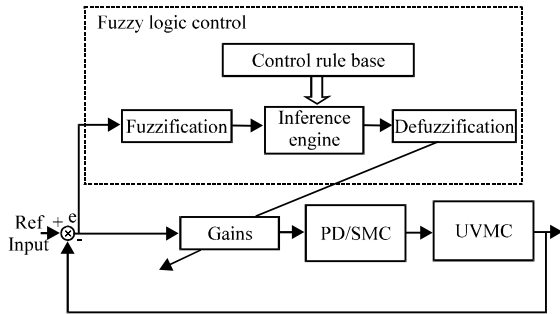 Fuzzy logic control
Control rule base
Fuzzification
Inference
engine
Defuzzification
Ref
Input
+ e
-
Gains
PD/SMC
UVMC